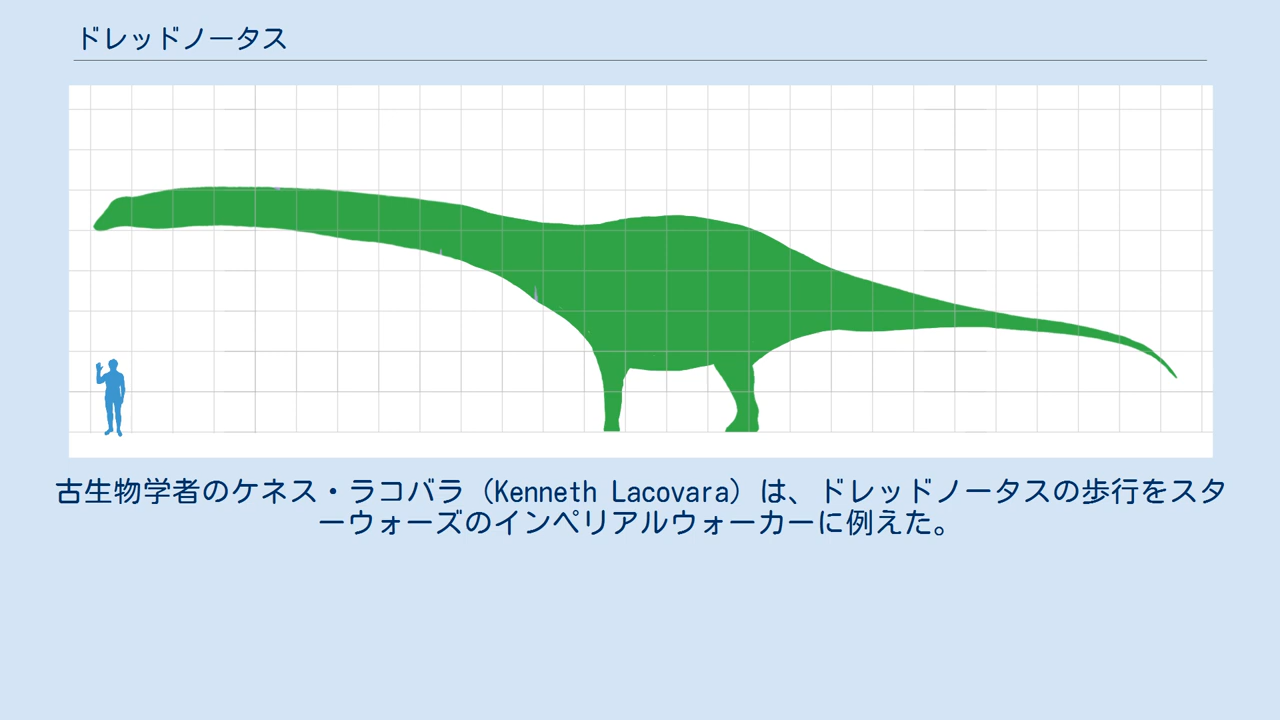 ドレッドノータス
古生物学者のケネス・ラコバラ（Kenneth Lacovara）は、ドレッドノータスの歩行をスタ
ーウォーズのインペリアルウォーカーに例えた。